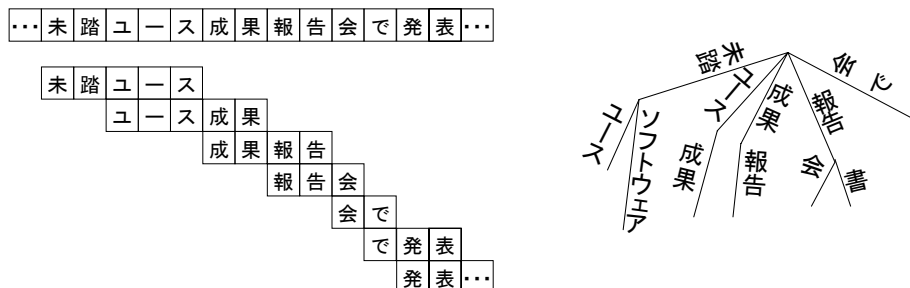 …未踏ユース成果報告会で発表…
未踏ユース
ユース成果
成果報告
報告会
会で
で発表
発表…
未踏
ユース
ソフトウェア
ユース
成果
成果
報告
報告
会
書
会で